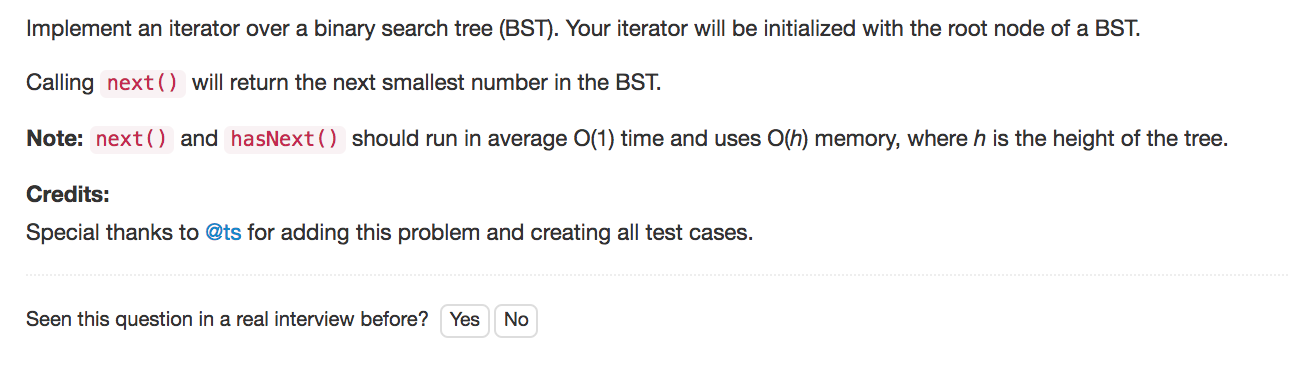 Implement an iterator over a binary search tree (BST). Your iterator will be initialized with the root node of a BST.
Calling next() will return the next smallest number in the BST.
Note: next() and hasNext() should run in average O(1) time and uses O(h) memory, where h is the height of the tree.
Credits:
Special thanks to @ts for adding this problem and creating all test cases.
Seen this question in a real interview before? Yes No